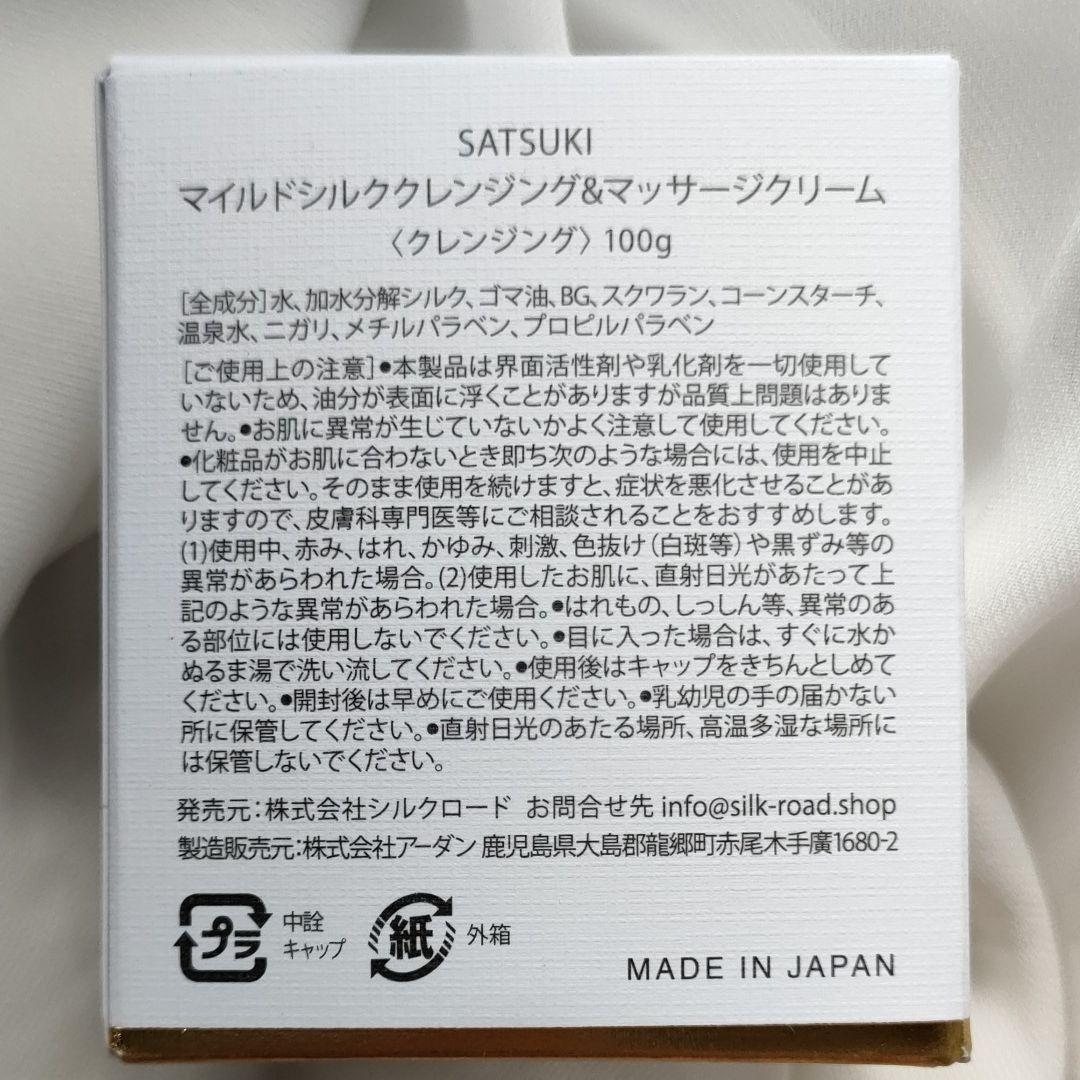 SATSUKI
マイルドシルククレンジング&マッサージクリーム
〈クレンジング〉100g
[全成分]水、加水分解シルク、ゴマ油、BG、スクワラン、コーンスターチ、
温泉水、ニガリ、メチルパラベン、プロピルパラベン
[ご使用上の注意]●本製品は界面活性剤や乳化剤を一切使用して
いないため、油分が表面に浮くことがありますが品質上問題はありま
せん。●お肌に異常が生じていないかよく注意して使用してください。
●化粧品がお肌に合わないとき即ち次のような場合には、使用を中止
してください。そのまま使用を続けますと、症状を悪化させることがあ
りますので、皮膚科専門医等にご相談されることをおすすめします。
(1)使用中、赤み、はれ、かゆみ、刺激、色抜け(白斑等)や黒ずみ等の
異常があらわれた場合。(2)使用したお肌に、直射日光があたって上
記のような異常があらわれた場合。●はれもの、しっしん等、異常のあ
る部位には使用しないでください。●目に入った場合は、すぐに水か
ぬるま湯で洗い流してください。●使用後はキャップをきちんとしめて
ください。●開封後は早めにご使用ください。●乳幼児の手の届かない
所に保管してください。●直射日光のあたる場所、高温多湿な場所に
は保管しないでください。
発売元:株式会社シルクロード お問合せ先 info@silk-road.shop
製造販売元:株式会社アーダン 鹿児島県大島郡龍郷町赤尾木手廣1680-2
プラ 中詮
キャップ
紙 外箱
MADE IN JAPAN